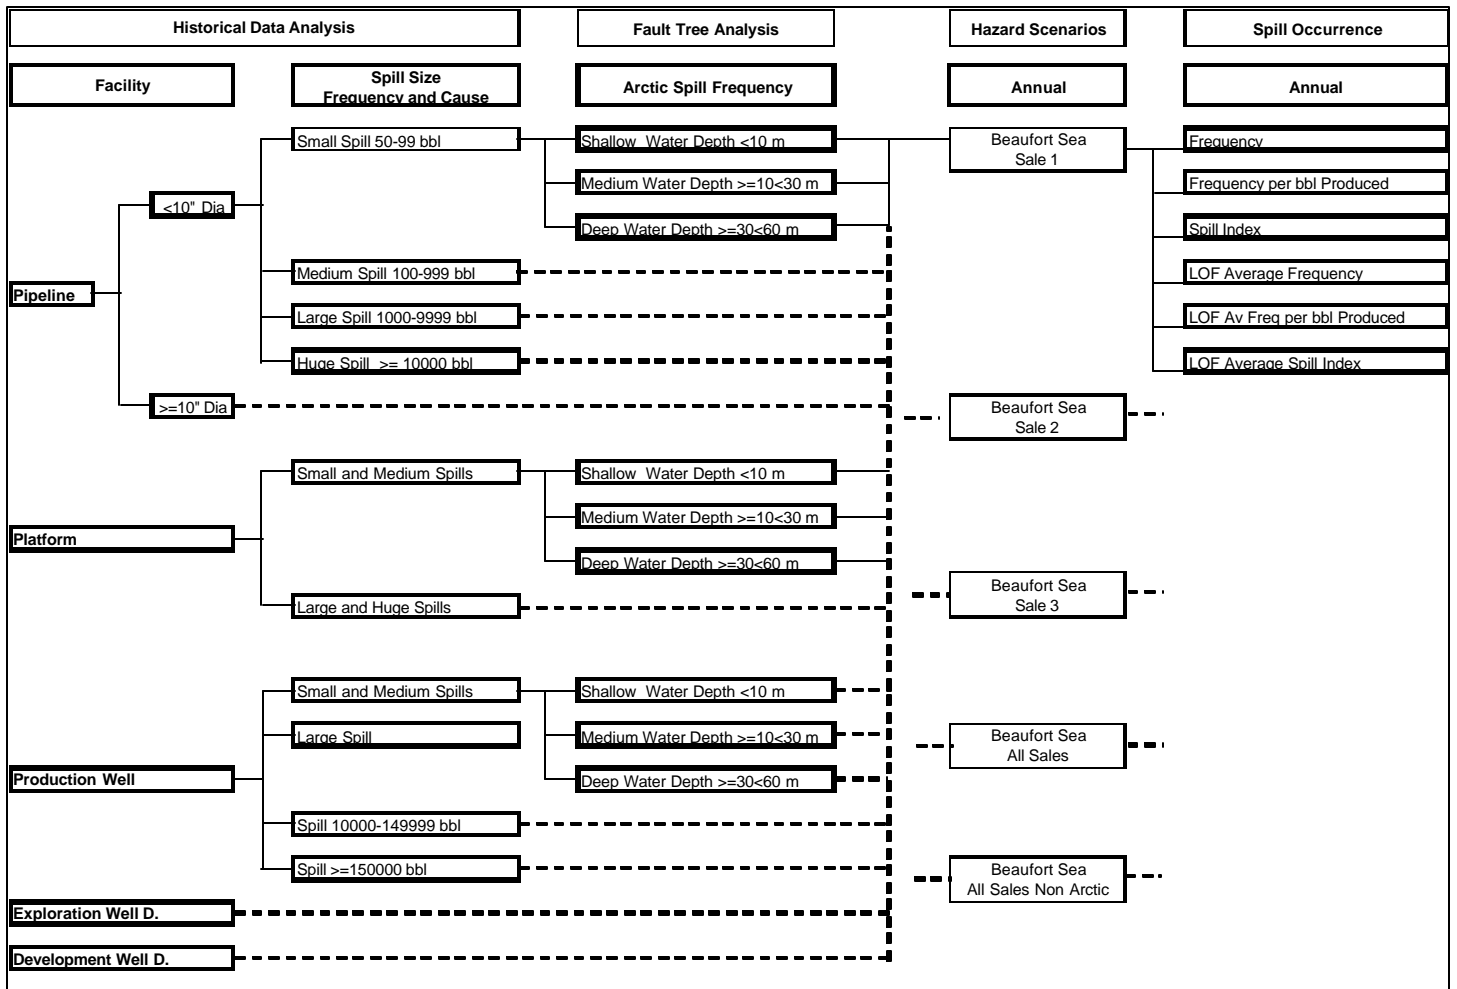 Historical Data Analysis
Fault Tree Analysis
Hazard Scenarios
Spill Occurrence
Facility
Spill Size
Frequency and Cause
Arctic Spill Frequency
Annual
Annual
Small Spill 50-99 bbl
Shallow Water Depth <10 m
Beaufort Sea
Sale 1
Frequency
Medium Water Depth >=10<30 m
Frequency per bbl Produced
<10" Dia
Deep Water Depth >=30<60 m
Spill Index
Medium Spill 100-999 bbl
LOF Average Frequency
Pipeline
Large Spill 1000-9999 bbl
LOF Av Freq per bbl Produced
Huge Spill >= 10000 bbl
LOF Average Spill Index
>=10" Dia
Beaufort Sea
Sale 2
Small and Medium Spills
Shallow Water Depth <10 m
Medium Water Depth >=10<30 m
Platform
Deep Water Depth >=30<60 m
Beaufort Sea
Sale 3
Large and Huge Spills
Small and Medium Spills
Shallow Water Depth <10 m
Large Spill
Medium Water Depth >=10<30 m
Beaufort Sea
All Sales
Production Well
Deep Water Depth >=30<60 m
Spill 10000-149999 bbl
Spill >=150000 bbl
Beaufort Sea
All Sales Non Arctic
Exploration Well D.
Development Well D.